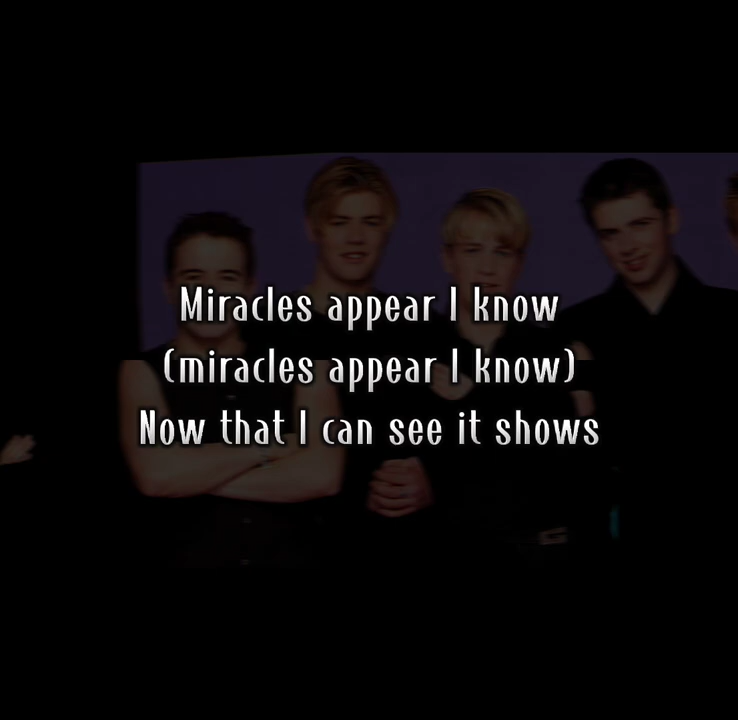 Miracles appear I know
(miracles appear I know)
Now that I can see it shows